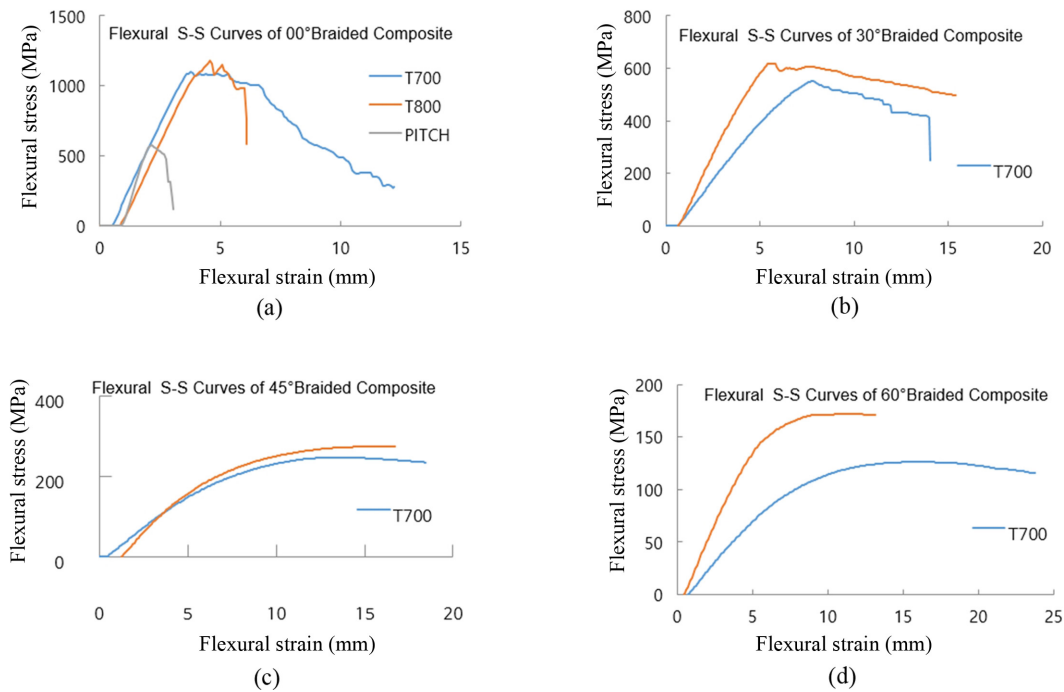 Flexural S-S Curves of 00°Braided Composite
Flexural stress (MPa)
1500
1000
500
0
T700
T800
PITCH
0 5 10 15
Flexural strain (mm)
(a)
Flexural S-S Curves of 30°Braided Composite
Flexural stress (MPa)
800
600
400
200
0
T700
0 5 10 15 20
Flexural strain (mm)
(b)
Flexural S-S Curves of 45°Braided Composite
Flexural stress (MPa)
400
200
0
T700
0 5 10 15 20
Flexural strain (mm)
(c)
Flexural S-S Curves of 60°Braided Composite
Flexural stress (MPa)
200
150
100
50
0
T700
0 5 10 15 20 25
Flexural strain (mm)
(d)